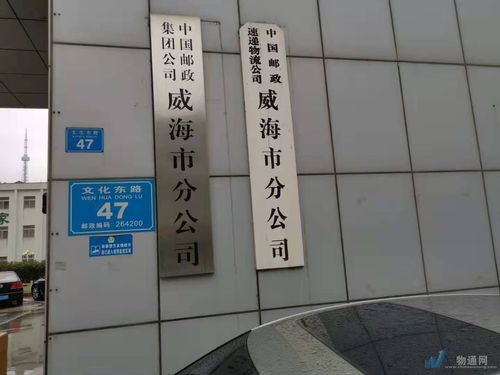 中国邮政
集团公司
威海市分公司
中国邮政
速递物流公司
威海市分公司
文化东路
47
文化东路
WEN HUA DONG LU
47
邮政编码 264200
家
物通网